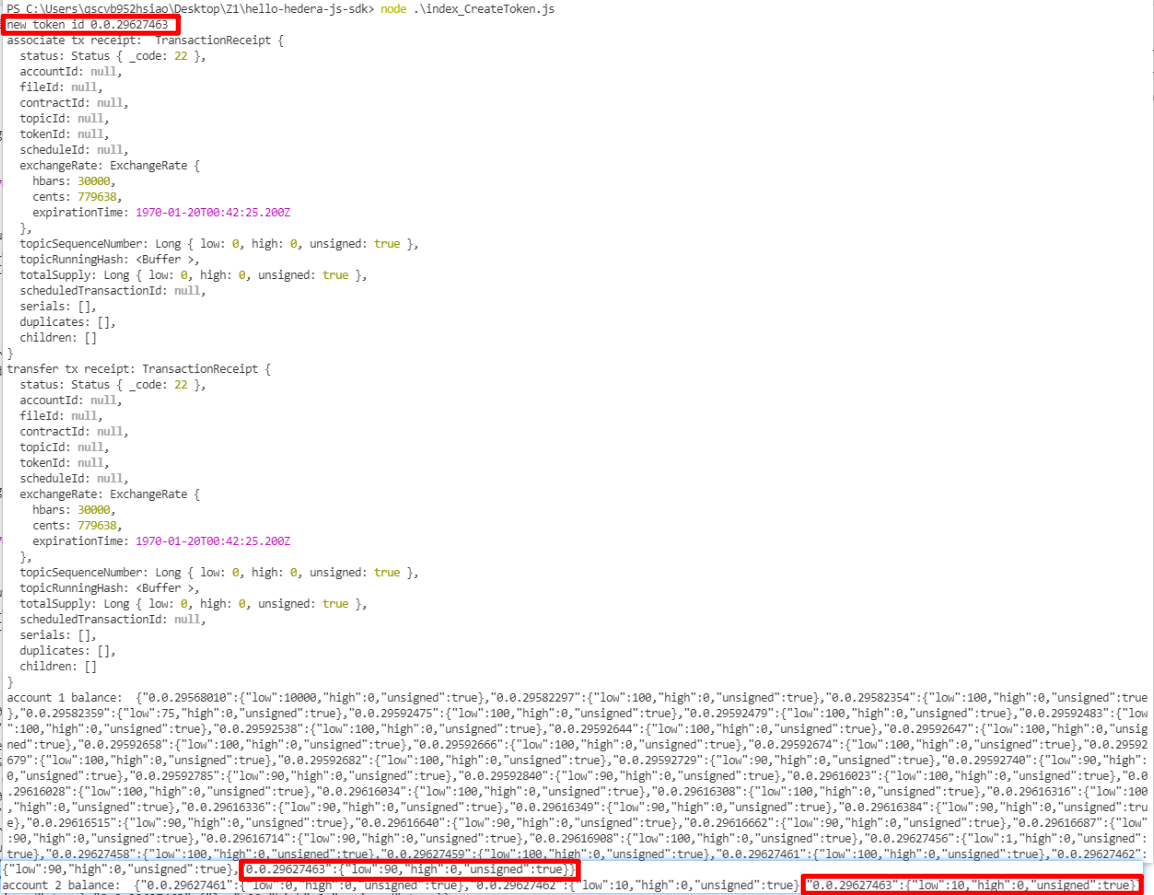 PS C:\Users\qscvb952hsiao\Desktop\Z1\hello-hedera-js-sdk> node .\index_CreateToken.js
new token id 0.0.29627463
associate tx receipt:  TransactionReceipt {
  status: Status { _code: 22 },
  accountId: null,
  fileId: null,
  contractId: null,
  topicId: null,
  tokenId: null,
  scheduleId: null,
  exchangeRate: ExchangeRate {
    hbars: 30000,
    cents: 779638,
    expirationTime: 1970-01-20T00:42:25.200Z
  },
  topicSequenceNumber: Long { low: 0, high: 0, unsigned: true },
  topicRunningHash: <Buffer >,
  totalSupply: Long { low: 0, high: 0, unsigned: true },
  scheduledTransactionId: null,
  serials: [],
  duplicates: [],
  children: []
}
transfer tx receipt: TransactionReceipt {
  status: Status { _code: 22 },
  accountId: null,
  fileId: null,
  contractId: null,
  topicId: null,
  tokenId: null,
  scheduleId: null,
  exchangeRate: ExchangeRate {
    hbars: 30000,
    cents: 779638,
    expirationTime: 1970-01-20T00:42:25.200Z
  },
  topicSequenceNumber: Long { low: 0, high: 0, unsigned: true },
  topicRunningHash: <Buffer >,
  totalSupply: Long { low: 0, high: 0, unsigned: true },
  scheduledTransactionId: null,
  serials: [],
  duplicates: [],
  children: []
}
account 1 balance:  {"0.0.29568010":{"low":10000,"high":0,"unsigned":true},"0.0.29582297":{"low":100,"high":0,"unsigned":true},"0.0.29582354":{"low":100,"high":0,"unsigned":true
},"0.0.29582359":{"low":75,"high":0,"unsigned":true},"0.0.29592475":{"low":100,"high":0,"unsigned":true},"0.0.29592479":{"low":100,"high":0,"unsigned":true},"0.0.29592483":{"low
":100,"high":0,"unsigned":true},"0.0.29592538":{"low":100,"high":0,"unsigned":true},"0.0.29592644":{"low":100,"high":0,"unsigned":true},"0.0.29592647":{"low":100,"high":0,"unsig
ned":true},"0.0.29592658":{"low":100,"high":0,"unsigned":true},"0.0.29592666":{"low":100,"high":0,"unsigned":true},"0.0.29592674":{"low":100,"high":0,"unsigned":true},"0.0.29592
679":{"low":100,"high":0,"unsigned":true},"0.0.29592682":{"low":100,"high":0,"unsigned":true},"0.0.29592729":{"low":90,"high":0,"unsigned":true},"0.0.29592740":{"low":90,"high":
0,"unsigned":true},"0.0.29592785":{"low":90,"high":0,"unsigned":true},"0.0.29592840":{"low":90,"high":0,"unsigned":true},"0.0.29616023":{"low":100,"high":0,"unsigned":true},"0.0
.29616028":{"low":100,"high":0,"unsigned":true},"0.0.29616034":{"low":100,"high":0,"unsigned":true},"0.0.29616308":{"low":100,"high":0,"unsigned":true},"0.0.29616316":{"low":100
,"high":0,"unsigned":true},"0.0.29616336":{"low":90,"high":0,"unsigned":true},"0.0.29616349":{"low":90,"high":0,"unsigned":true},"0.0.29616384":{"low":90,"high":0,"unsigned":tru
e},"0.0.29616515":{"low":90,"high":0,"unsigned":true},"0.0.29616640":{"low":90,"high":0,"unsigned":true},"0.0.29616662":{"low":90,"high":0,"unsigned":true},"0.0.29616687":{"low"
:90,"high":0,"unsigned":true},"0.0.29616714":{"low":90,"high":0,"unsigned":true},"0.0.29616908":{"low":100,"high":0,"unsigned":true},"0.0.29627456":{"low":1,"high":0,"unsigned":
true},"0.0.29627458":{"low":100,"high":0,"unsigned":true},"0.0.29627459":{"low":100,"high":0,"unsigned":true},"0.0.29627461":{"low":100,"high":0,"unsigned":true},"0.0.29627462":
{"low":90,"high":0,"unsigned":true},"0.0.29627463":{"low":90,"high":0,"unsigned":true}}
account 2 balance:  {"0.0.29627461":{"low":0,"high":0,"unsigned":true},"0.0.29627462":{"low":10,"high":0,"unsigned":true},"0.0.29627463":{"low":10,"high":0,"unsigned":true}}